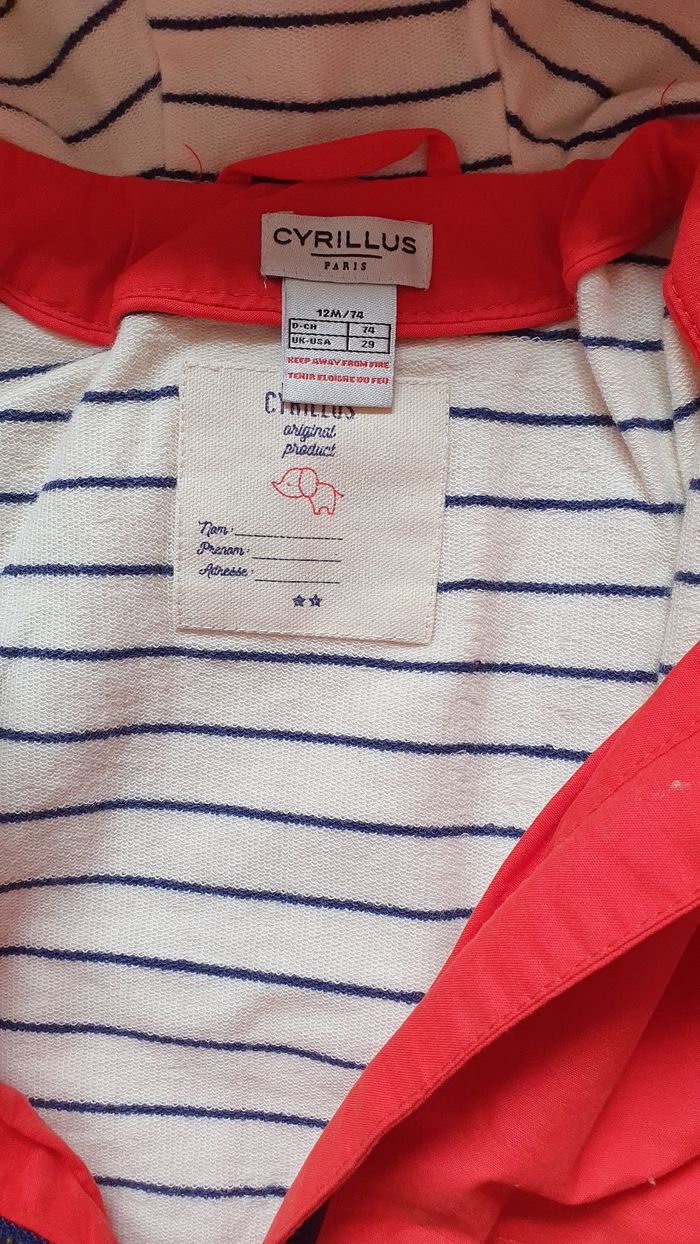 CYRILLUS
PARIS
12M/74
D-CH 74
UK-USA 29
KEEP AWAY FROM FIRE
TENIR ELOIGNE DU FEU
CYRILLUS
original
product
Nom:
Prenom:
Adresse: